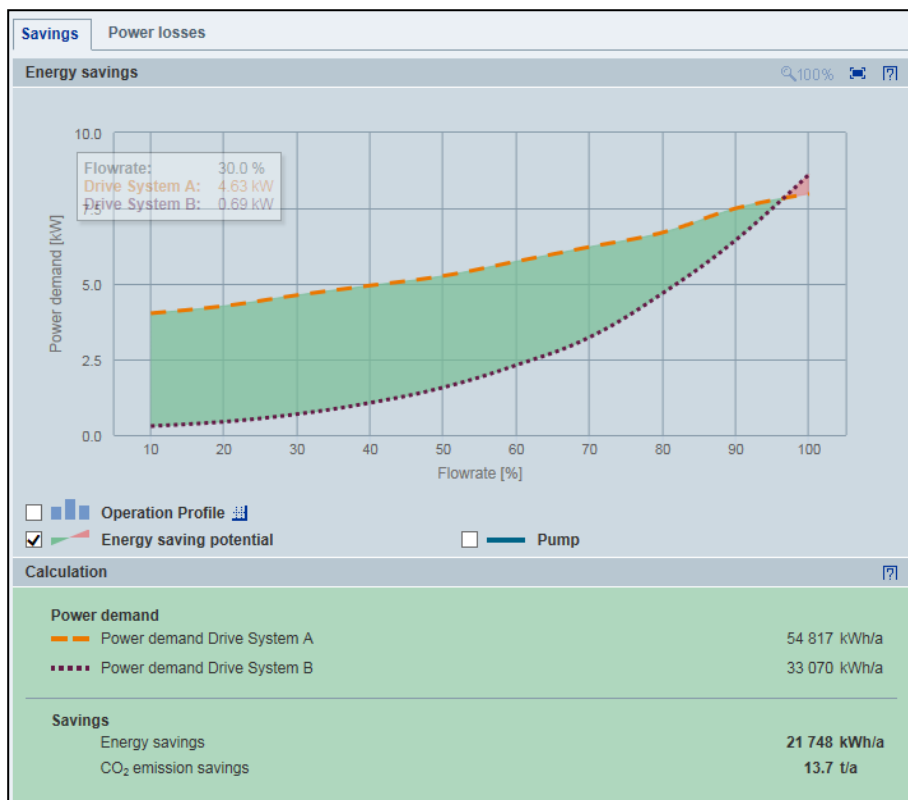 Savings Power losses
Energy savings 100% [?]
10.0
Flowrate: 30.0 %
Drive System A: 4.63 kW
7.5
Drive System B: 0.69 kW
5.0
2.5
0.0
Power demand [kW]
10 20 30 40 50 60 70 80 90 100
Flowrate [%]
Operation Profile
Energy saving potential Pump
Calculation [?]
Power demand
Power demand Drive System A 54 817 kWh/a
Power demand Drive System B 33 070 kWh/a
Savings
Energy savings 21 748 kWh/a
CO₂ emission savings 13.7 t/a